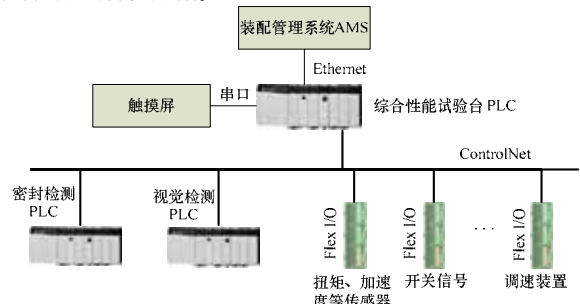 装配管理系统AMS
Ethernet
触摸屏
串口
综合性能试验台 PLC
ControlNet
密封检测
PLC
视觉检测
PLC
Flex I/O
Flex I/O
···
Flex I/O
扭矩、加速
度等传感器
开关信号
调速装置